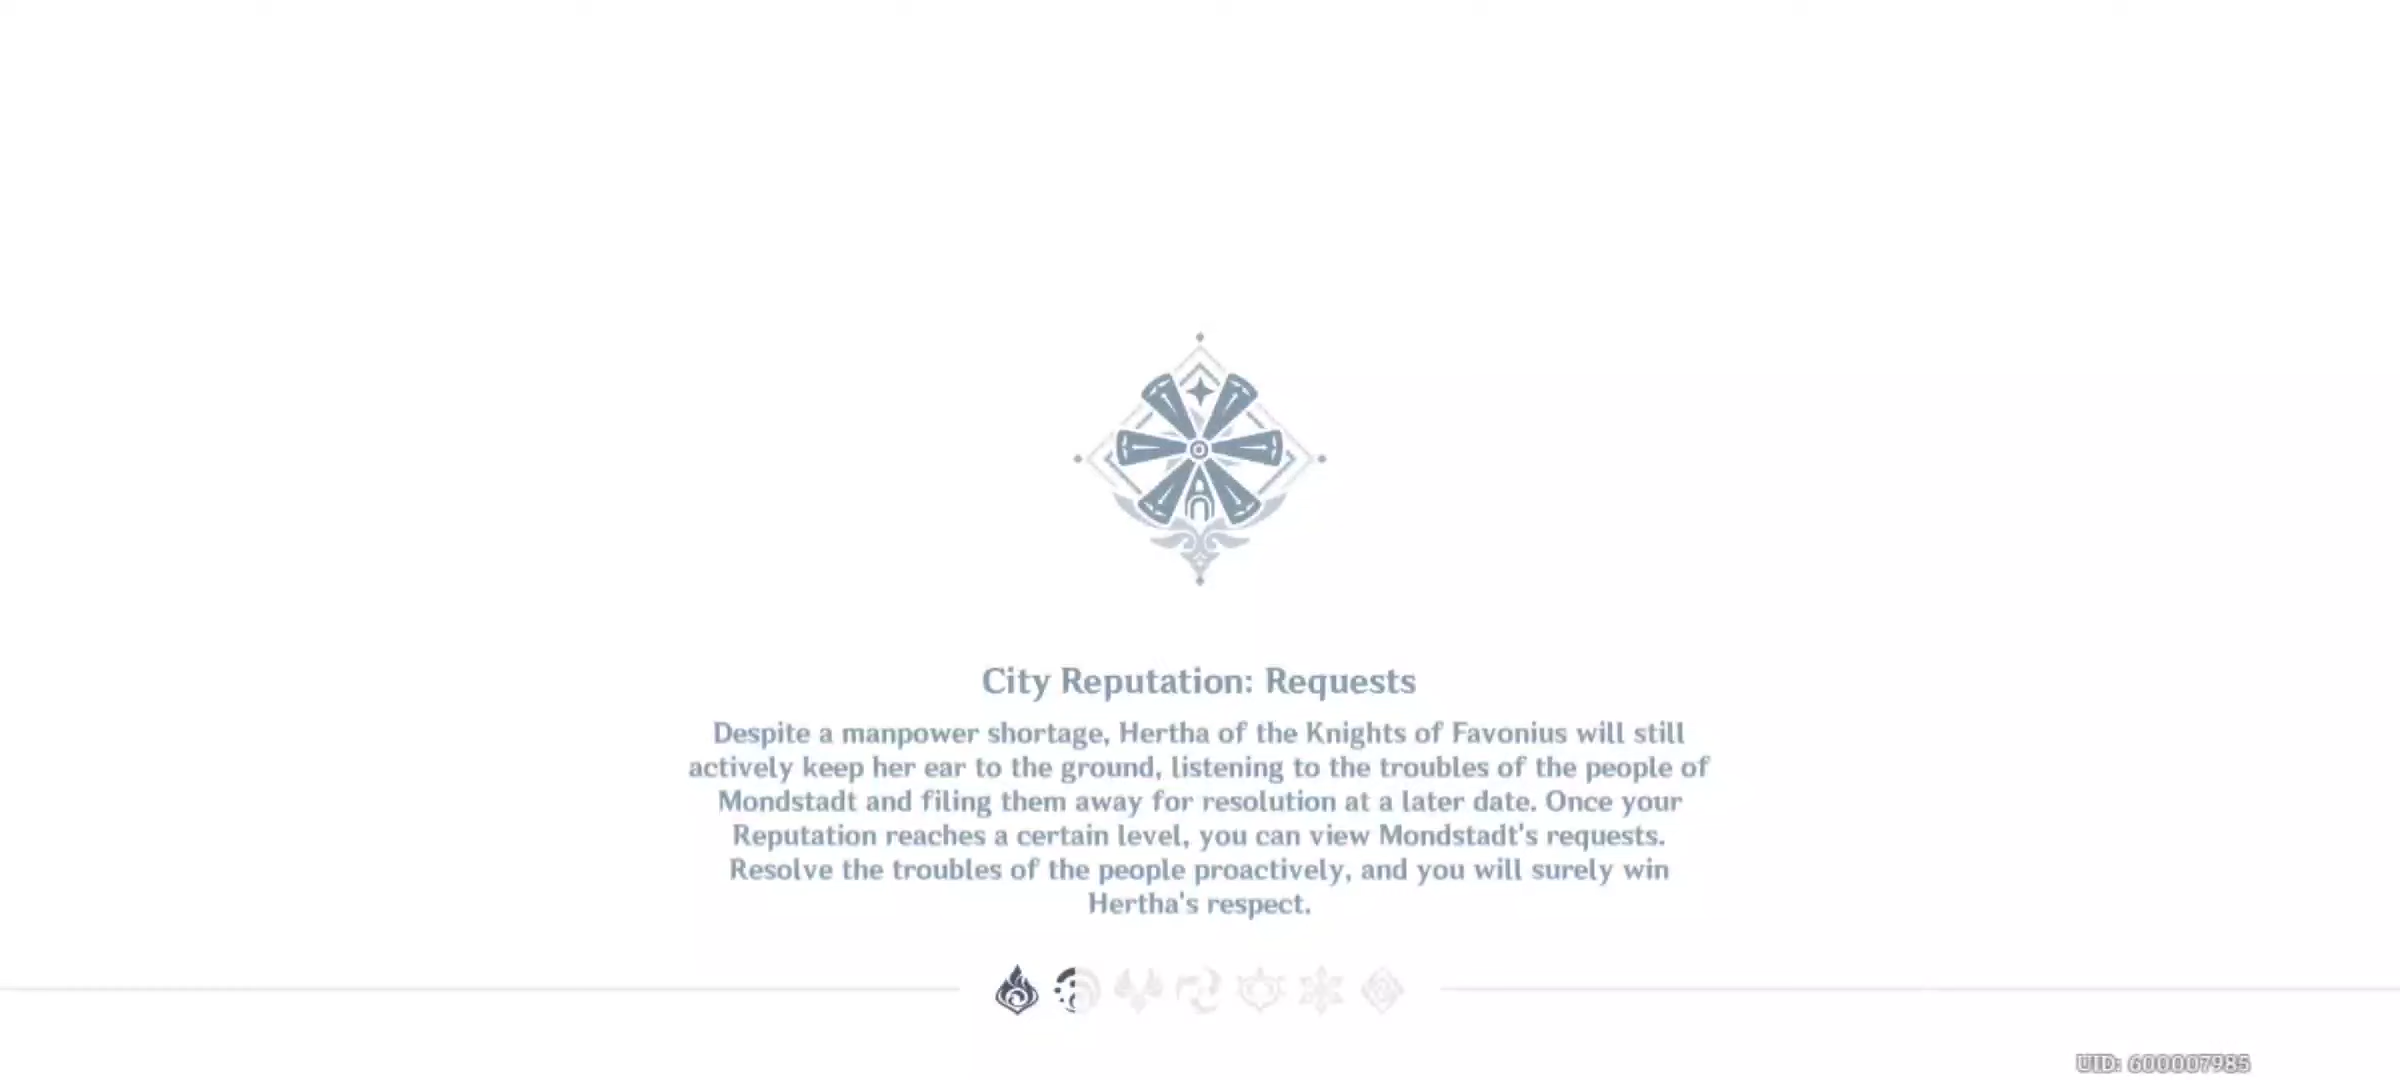 City Reputation: Requests
Despite a manpower shortage, Hertha of the Knights of Favonius will still
actively keep her ear to the ground, listening to the troubles of the people of
Mondstadt and filing them away for resolution at a later date. Once your
Reputation reaches a certain level, you can view Mondstadt's requests.
Resolve the troubles of the people proactively, and you will surely win
Hertha's respect.
UID: 600007985